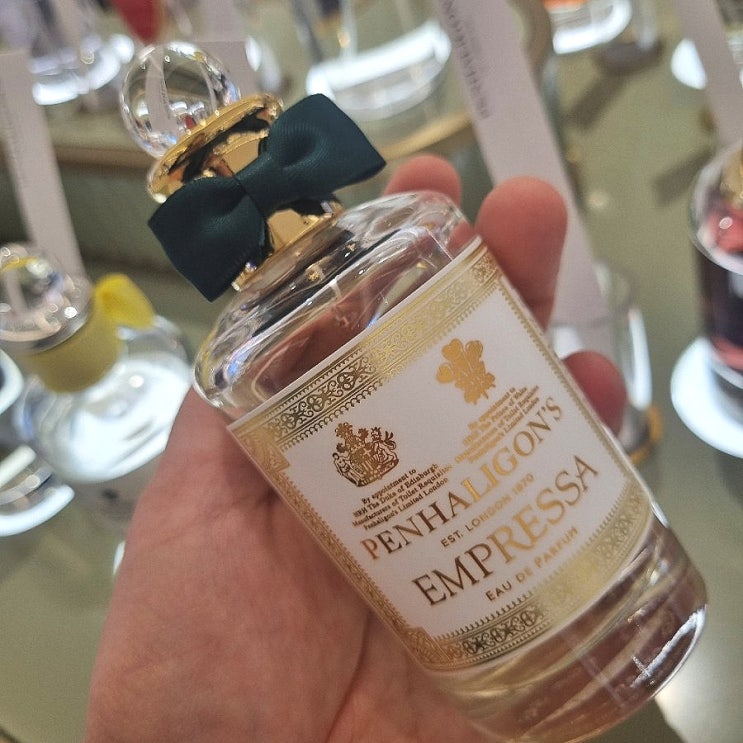 By appointment to
HRH The Duke of Edinburgh
Manufacturers of Toilet Requisites
Penhaligon's Limited London
By appointment to
HRH The Prince of Wales
Manufacturers of Toilet Requisites
Penhaligon's Limited London
PENHALIGON'S
EST. LONDON 1870
EMPRESSA
EAU DE PARFUM